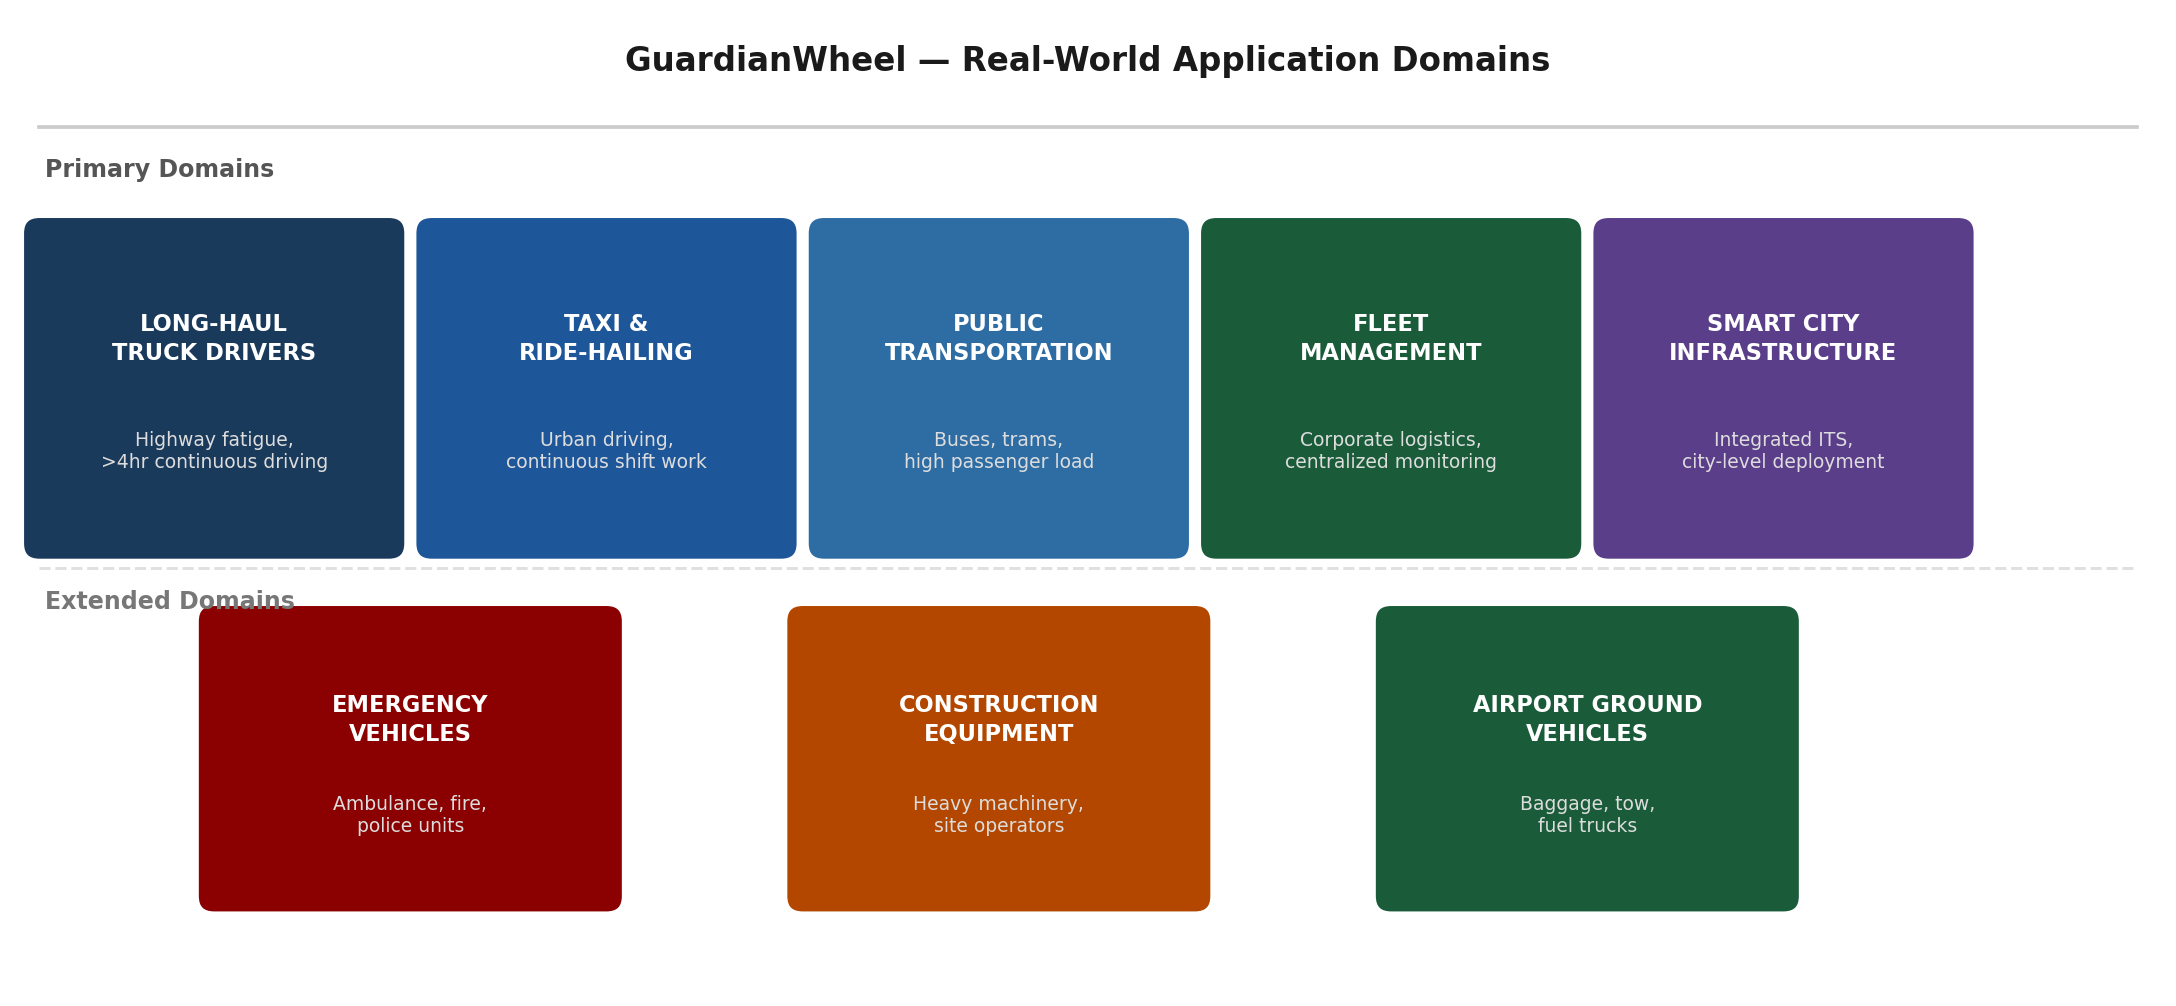 GuardianWheel — Real-World Application Domains
Primary Domains
LONG-HAUL
TRUCK DRIVERS
Highway fatigue,
>4hr continuous driving
TAXI &
RIDE-HAILING
Urban driving,
continuous shift work
PUBLIC
TRANSPORTATION
Buses, trams,
high passenger load
FLEET
MANAGEMENT
Corporate logistics,
centralized monitoring
SMART CITY
INFRASTRUCTURE
Integrated ITS,
city-level deployment
Extended Domains
EMERGENCY
VEHICLES
Ambulance, fire,
police units
CONSTRUCTION
EQUIPMENT
Heavy machinery,
site operators
AIRPORT GROUND
VEHICLES
Baggage, tow,
fuel trucks